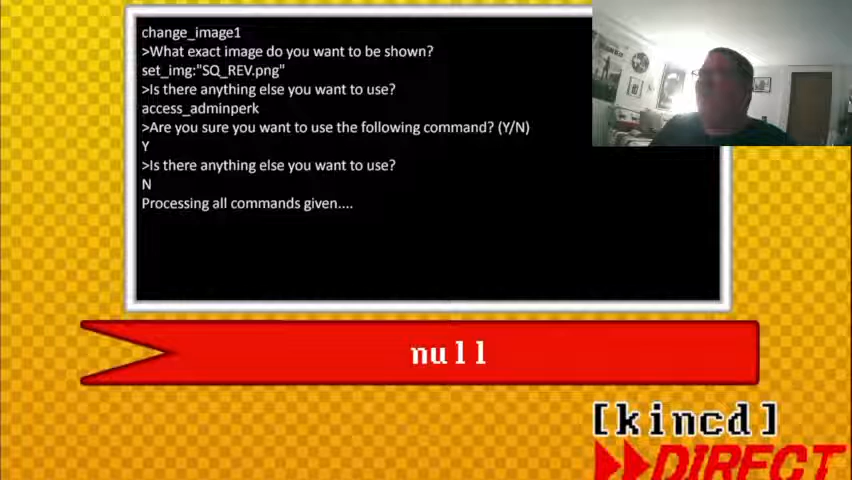 change_image1
>What exact image do you want to be shown?
set_img:"SQ_REV.png"
>Is there anything else you want to use?
access_adminperk
>Are you sure you want to use the following command? (Y/N)
Y
>Is there anything else you want to use?
N
Processing all commands given....
null
[kincd]
DIRECT